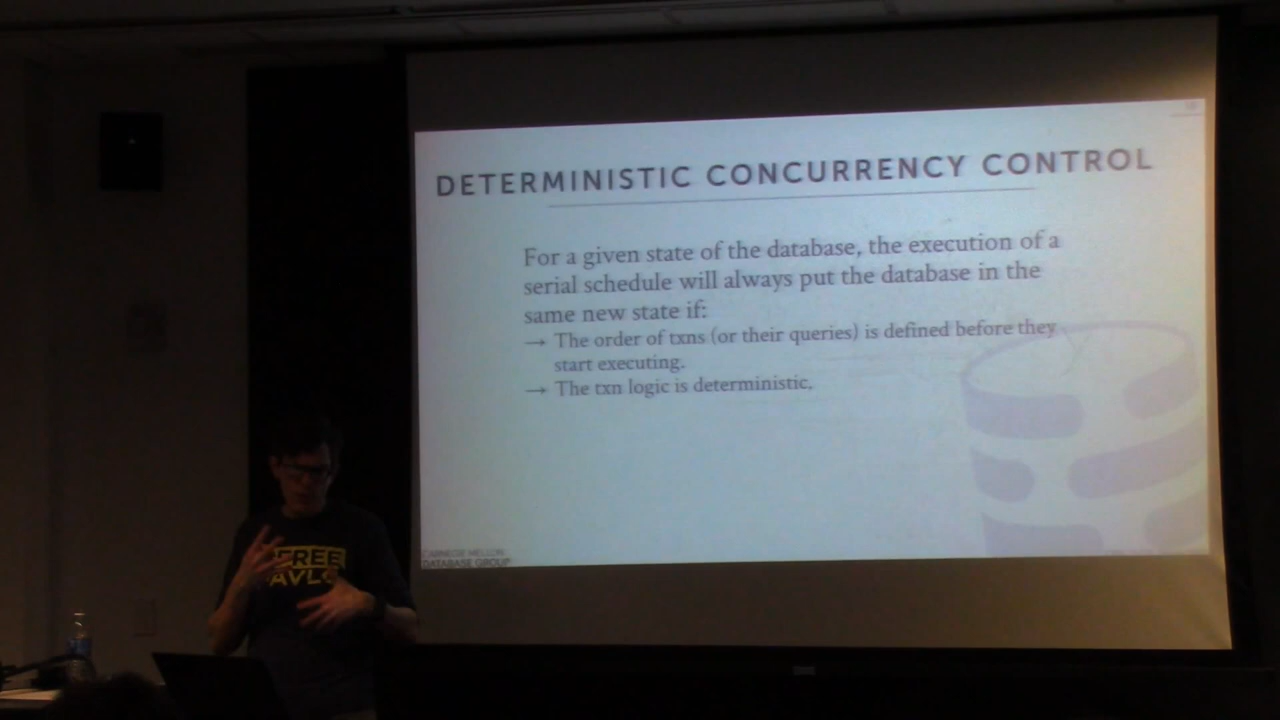 DETERMINISTIC CONCURRENCY CONTROL
For a given state of the database, the execution of a
serial schedule will always put the database in the
same new state if:
→ The order of txns (or their queries) is defined before they
start executing.
→ The txn logic is deterministic.
CARNEGIE MELLON
DATABASE GROUP
FREE